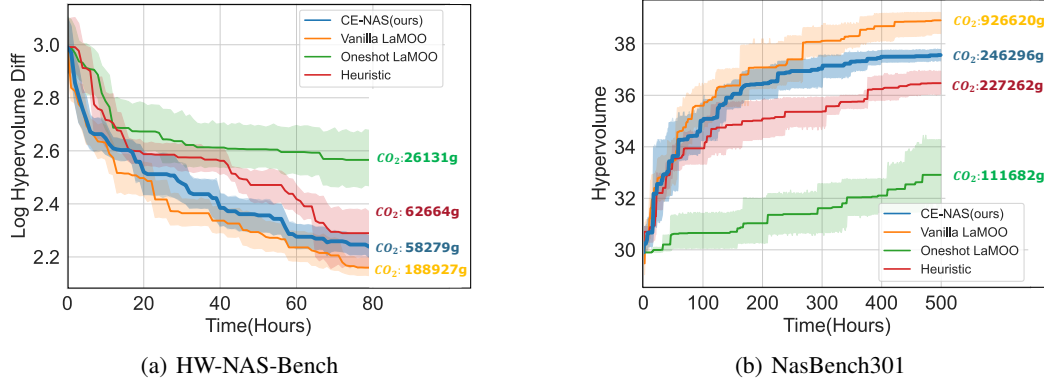 CE-NAS(ours)
Vanilla LaMOO
Oneshot LaMOO
Heuristic
Log Hypervolume Diff
3.0
2.8
2.6
2.4
2.2
CO₂:26131g
CO₂: 62664g
CO₂: 58279g
CO₂: 188927g
0 20 40 60 80
Time(Hours)
(a) HW-NAS-Bench
Hypervolume
38
36
34
32
30
CO₂:926620g
CO₂:246296g
CO₂:227262g
CO₂:111682g
CE-NAS(ours)
Vanilla LaMOO
Oneshot LaMOO
Heuristic
0 100 200 300 400 500
Time(Hours)
(b) NasBench301